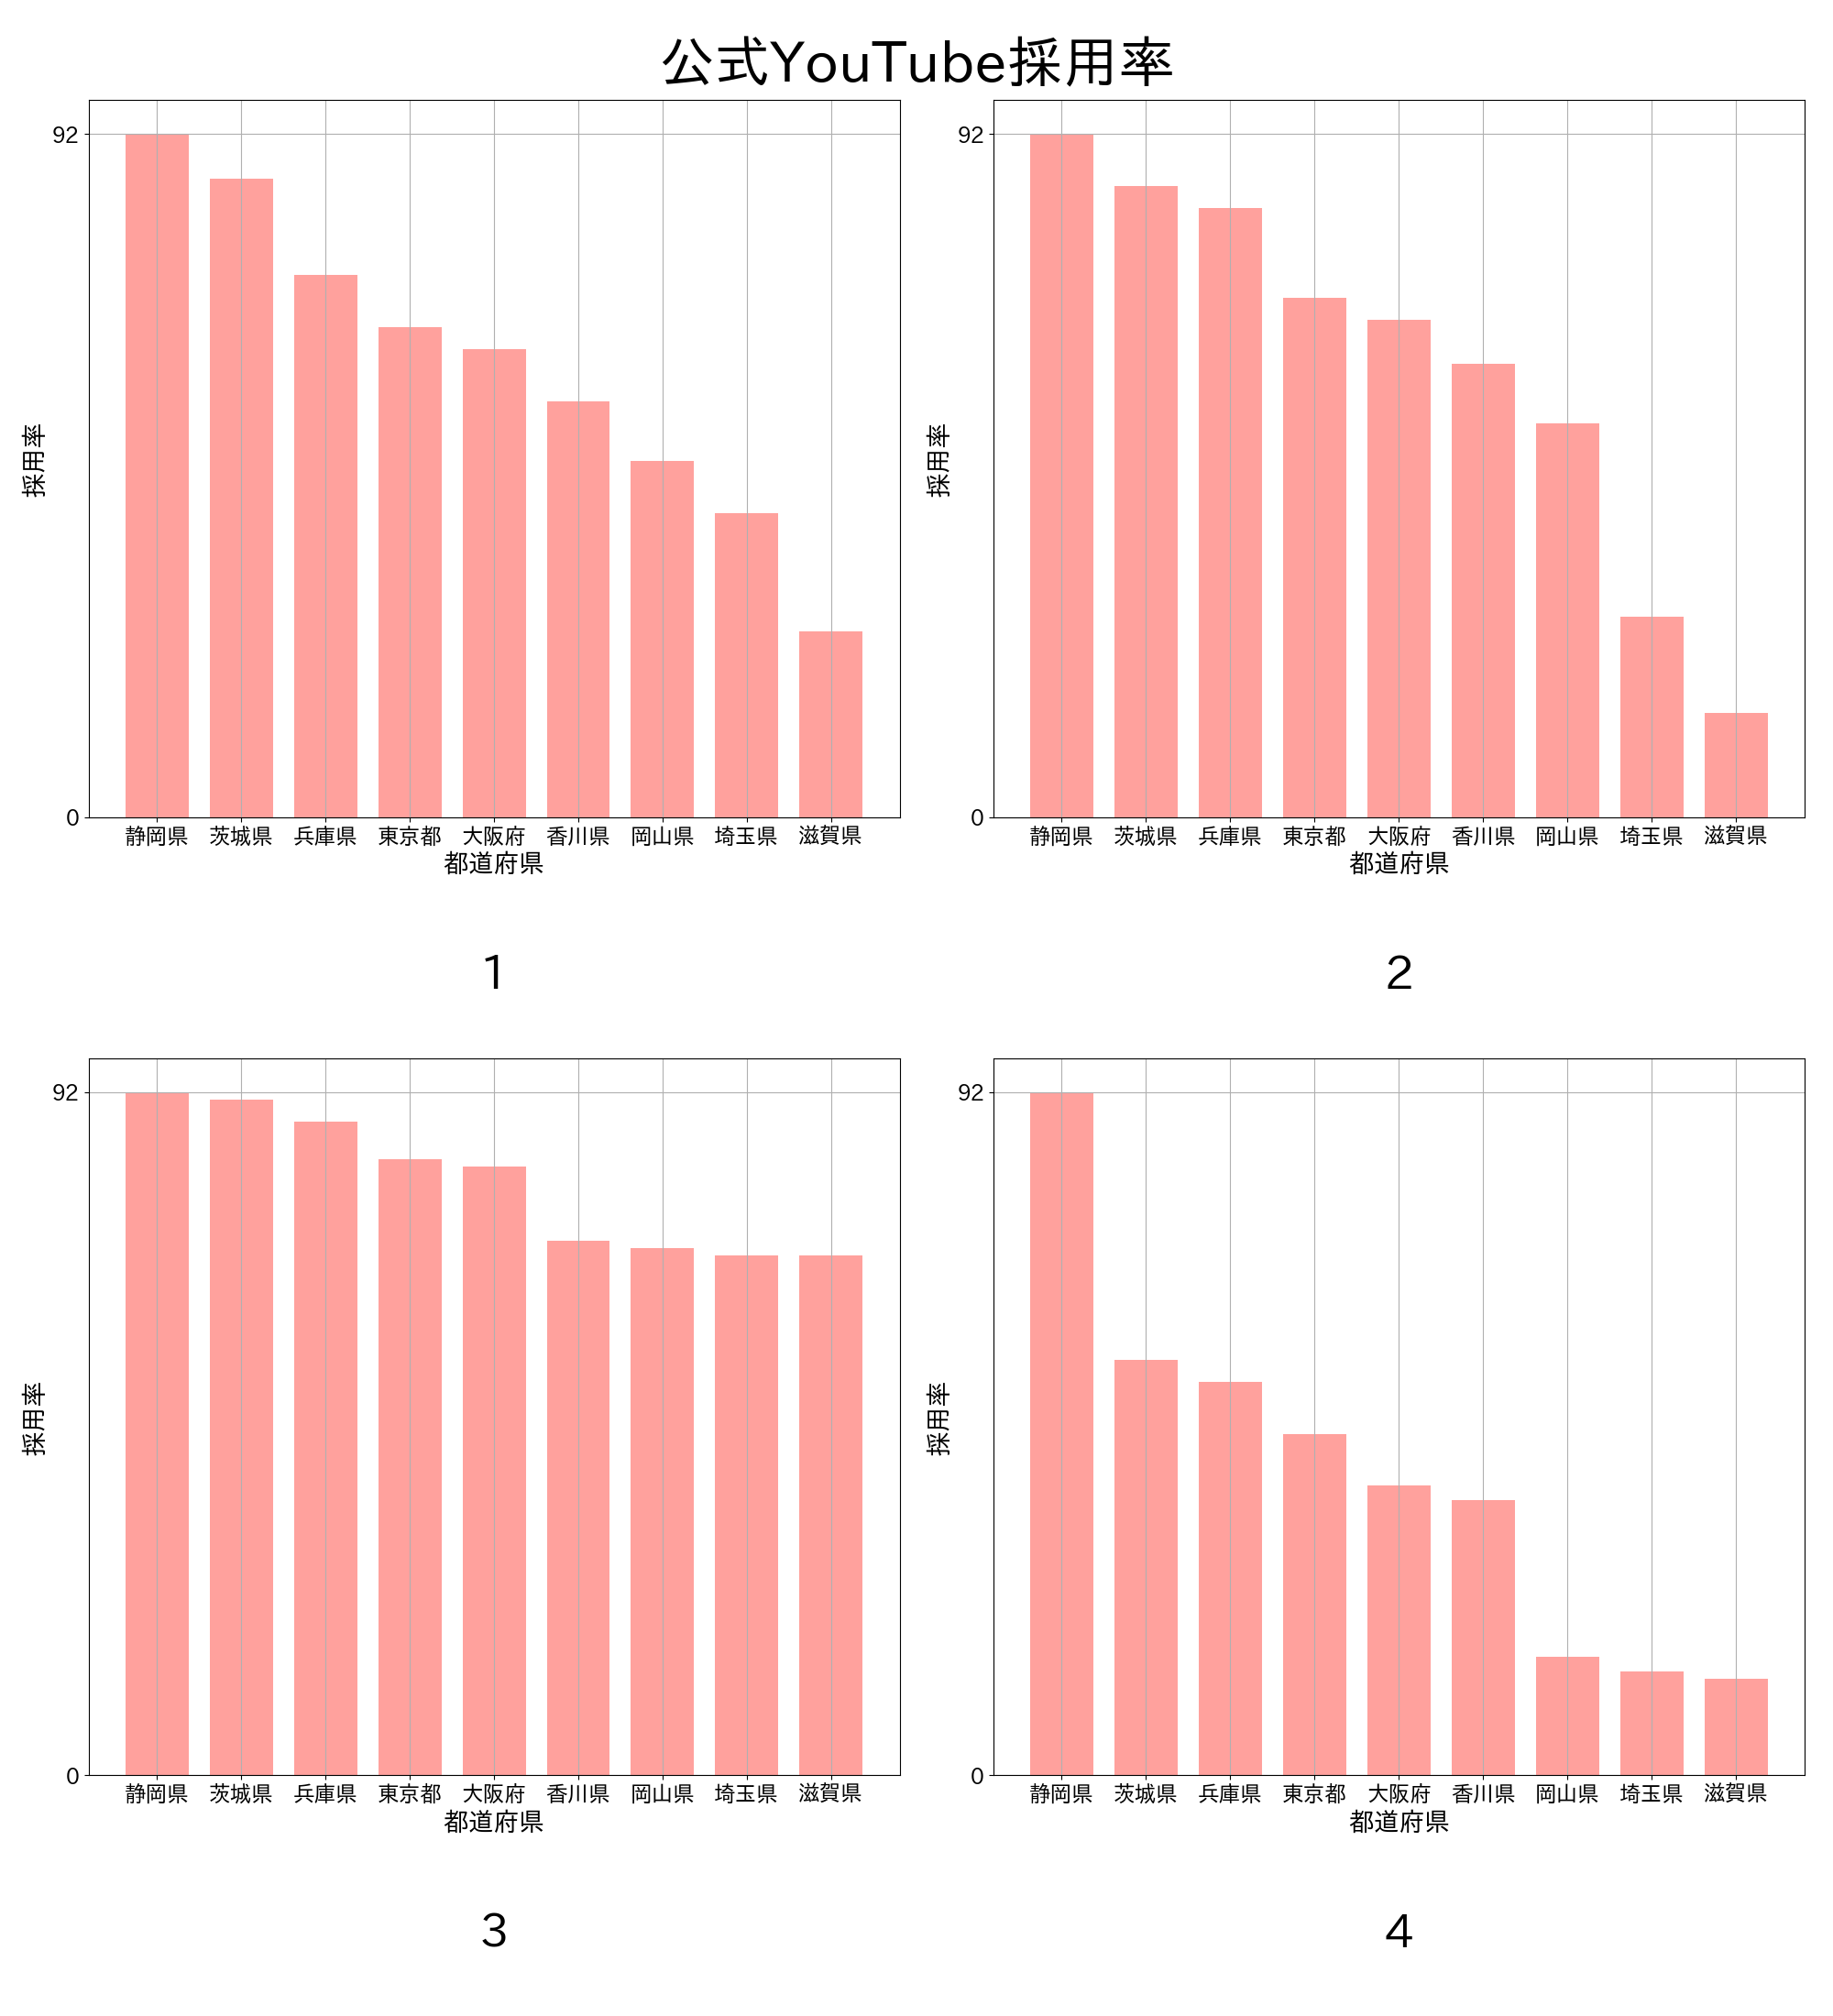 公式YouTube採用率
92
0
採用率
静岡県 茨城県 兵庫県 東京都 大阪府 香川県 岡山県 埼玉県 滋賀県
都道府県
1
92
0
採用率
静岡県 茨城県 兵庫県 東京都 大阪府 香川県 岡山県 埼玉県 滋賀県
都道府県
2
92
0
採用率
静岡県 茨城県 兵庫県 東京都 大阪府 香川県 岡山県 埼玉県 滋賀県
都道府県
3
92
0
採用率
静岡県 茨城県 兵庫県 東京都 大阪府 香川県 岡山県 埼玉県 滋賀県
都道府県
4